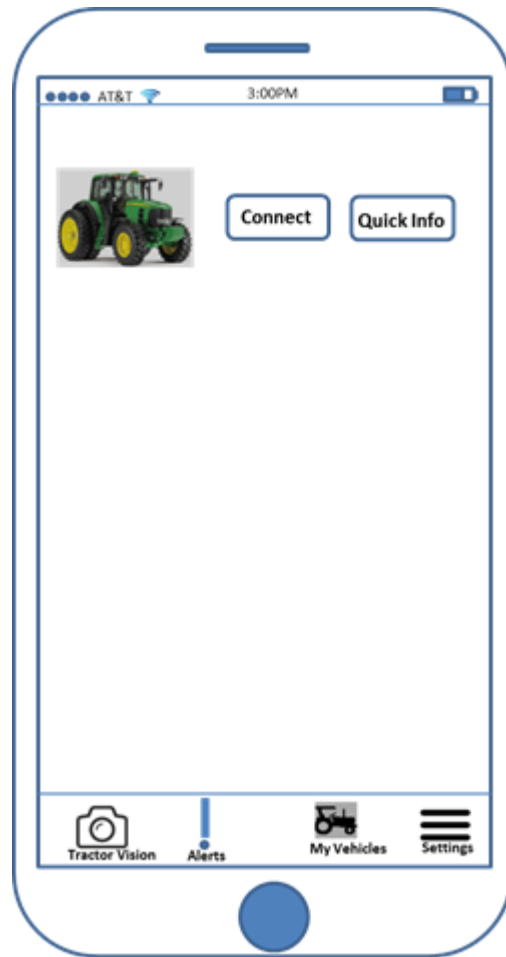 AT&T 3:00PM
Connect Quick Info
Tractor Vision Alerts My Vehicles Settings